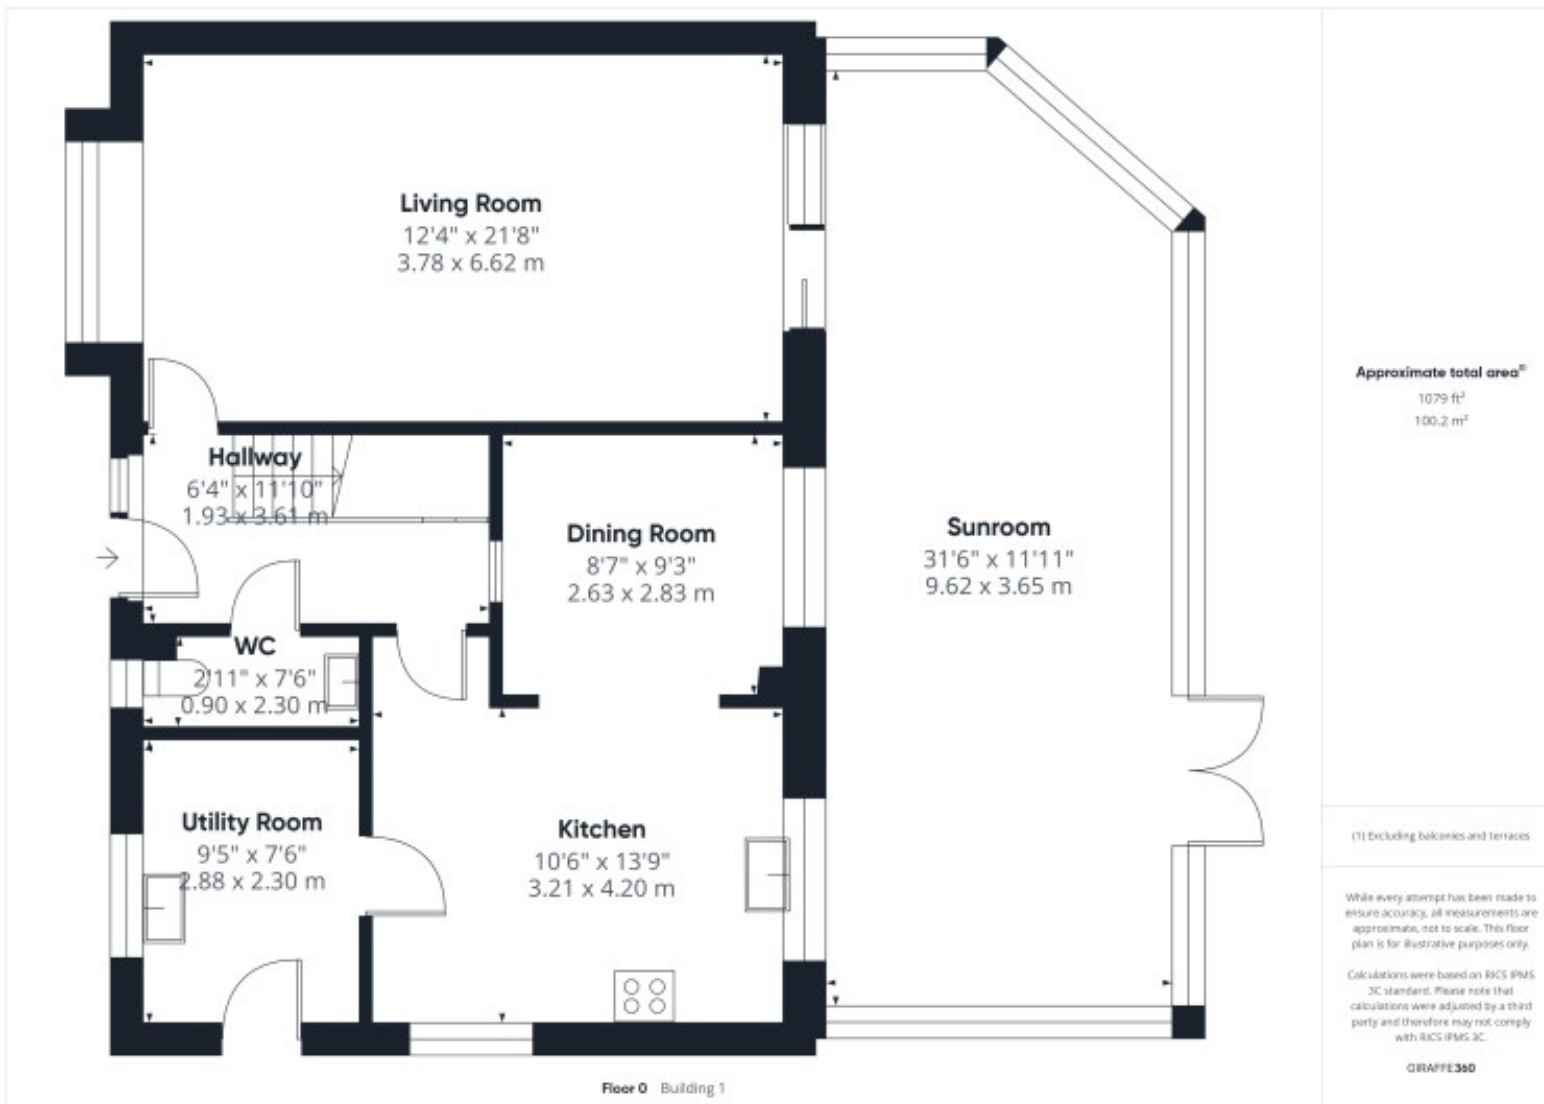 Living Room
12'4" x 21'8"
3.78 x 6.62 m
Hallway
6'4" x 11'10"
1.93 x 3.61 m
Dining Room
8'7" x 9'3"
2.63 x 2.83 m
Sunroom
31'6" x 11'11"
9.62 x 3.65 m
WC
2'11" x 7'6"
0.90 x 2.30 m
Utility Room
9'5" x 7'6"
2.88 x 2.30 m
Kitchen
10'6" x 13'9"
3.21 x 4.20 m
Floor 0 Building 1
Approximate total area⁽¹⁾
1079 ft²
100.2 m²
(1) Excluding balconies and terraces
While every attempt has been made to
ensure accuracy, all measurements are
approximate, not to scale. This floor
plan is for illustrative purposes only.
Calculations were based on RICS IPMS
3C standard. Please note that
calculations were adjusted by a third
party and therefore may not comply
with RICS IPMS 3C.
GIRAFFE360